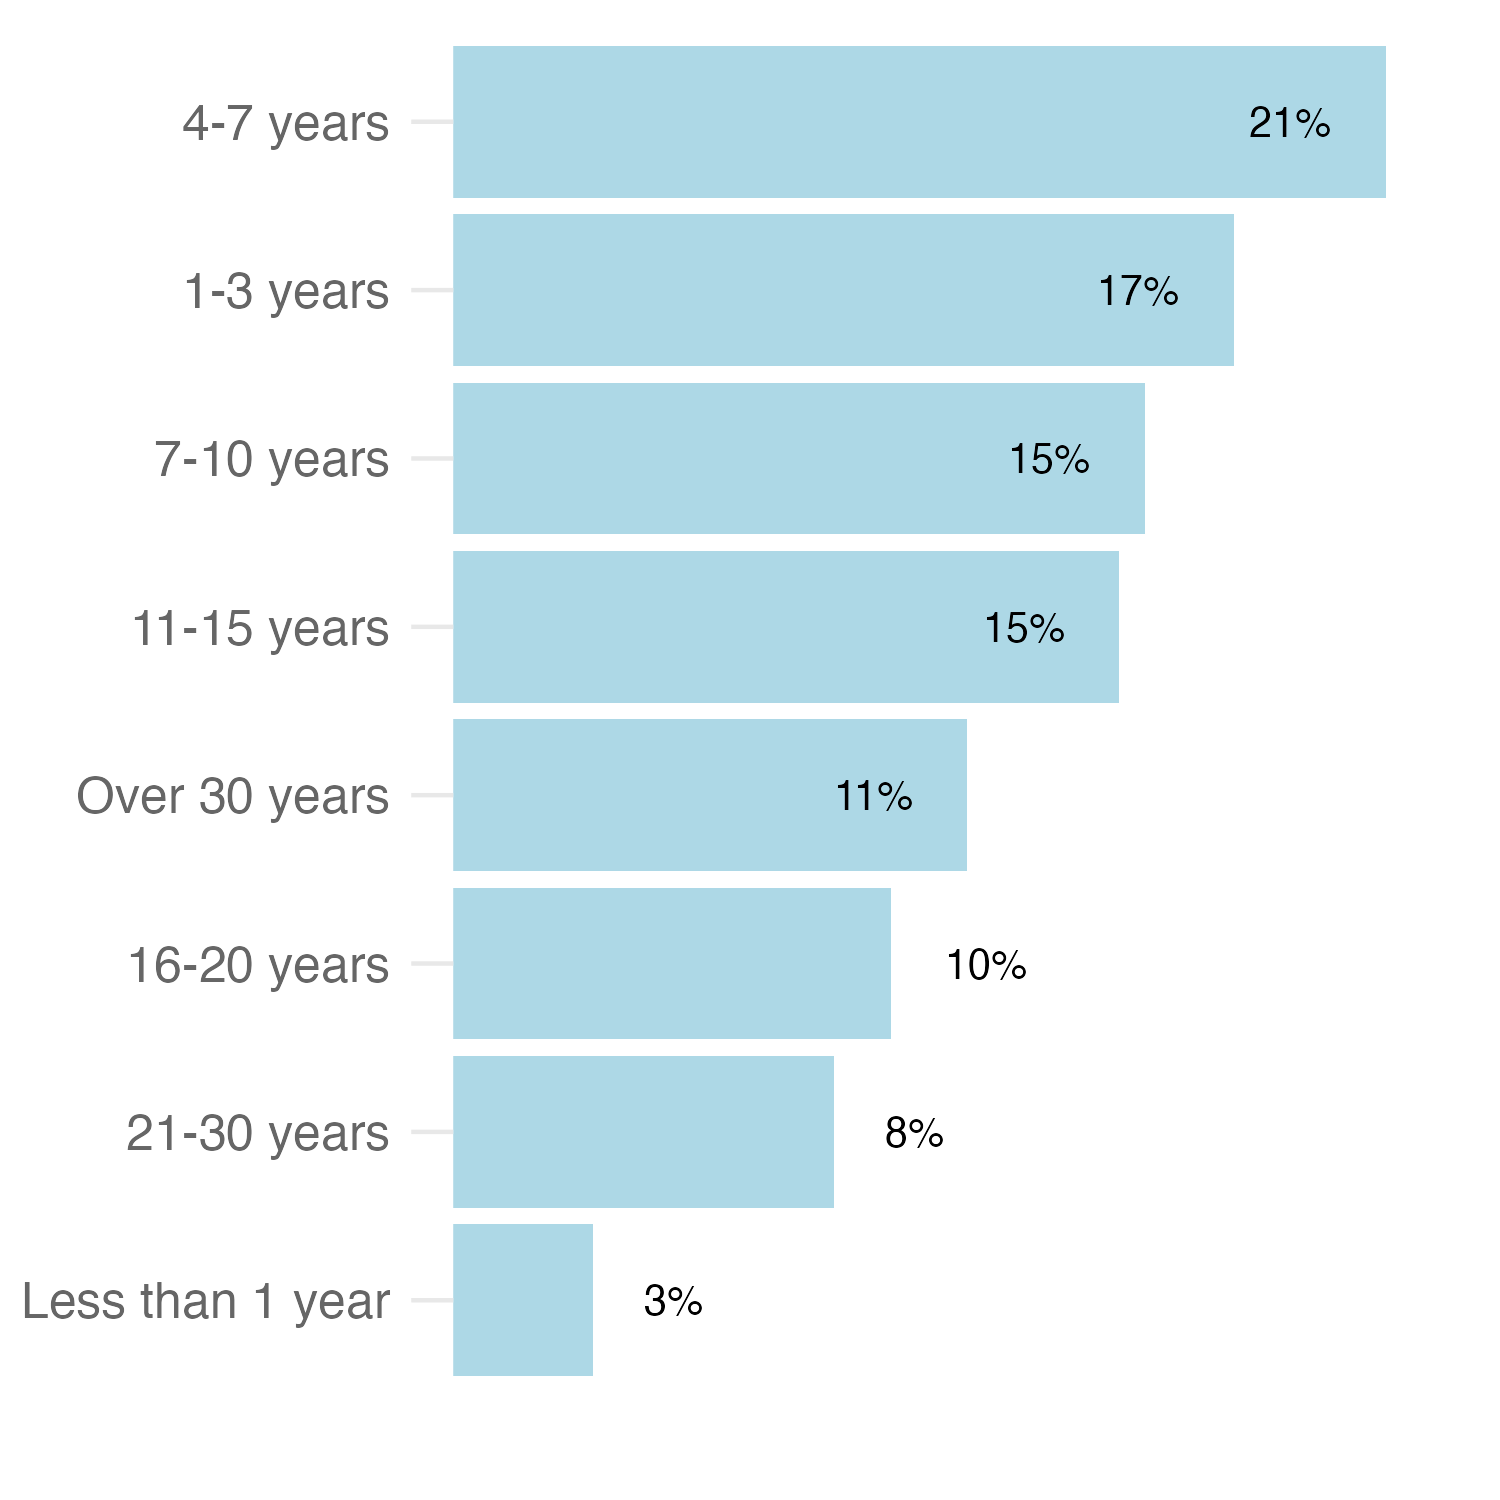 4-7 years 21%
1-3 years 17%
7-10 years 15%
11-15 years 15%
Over 30 years 11%
16-20 years 10%
21-30 years 8%
Less than 1 year 3%